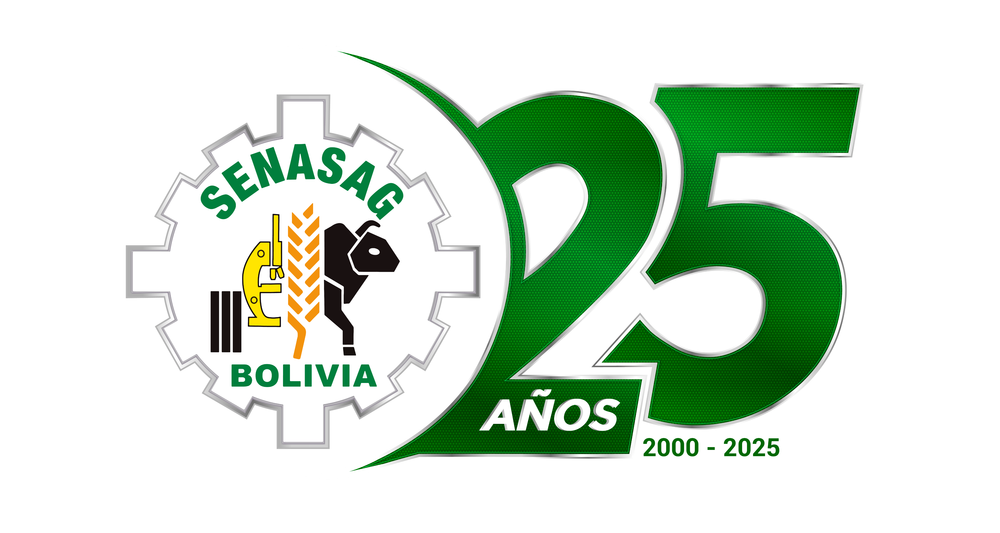 SENASAG
BOLIVIA
25
AÑOS
2000 - 2025